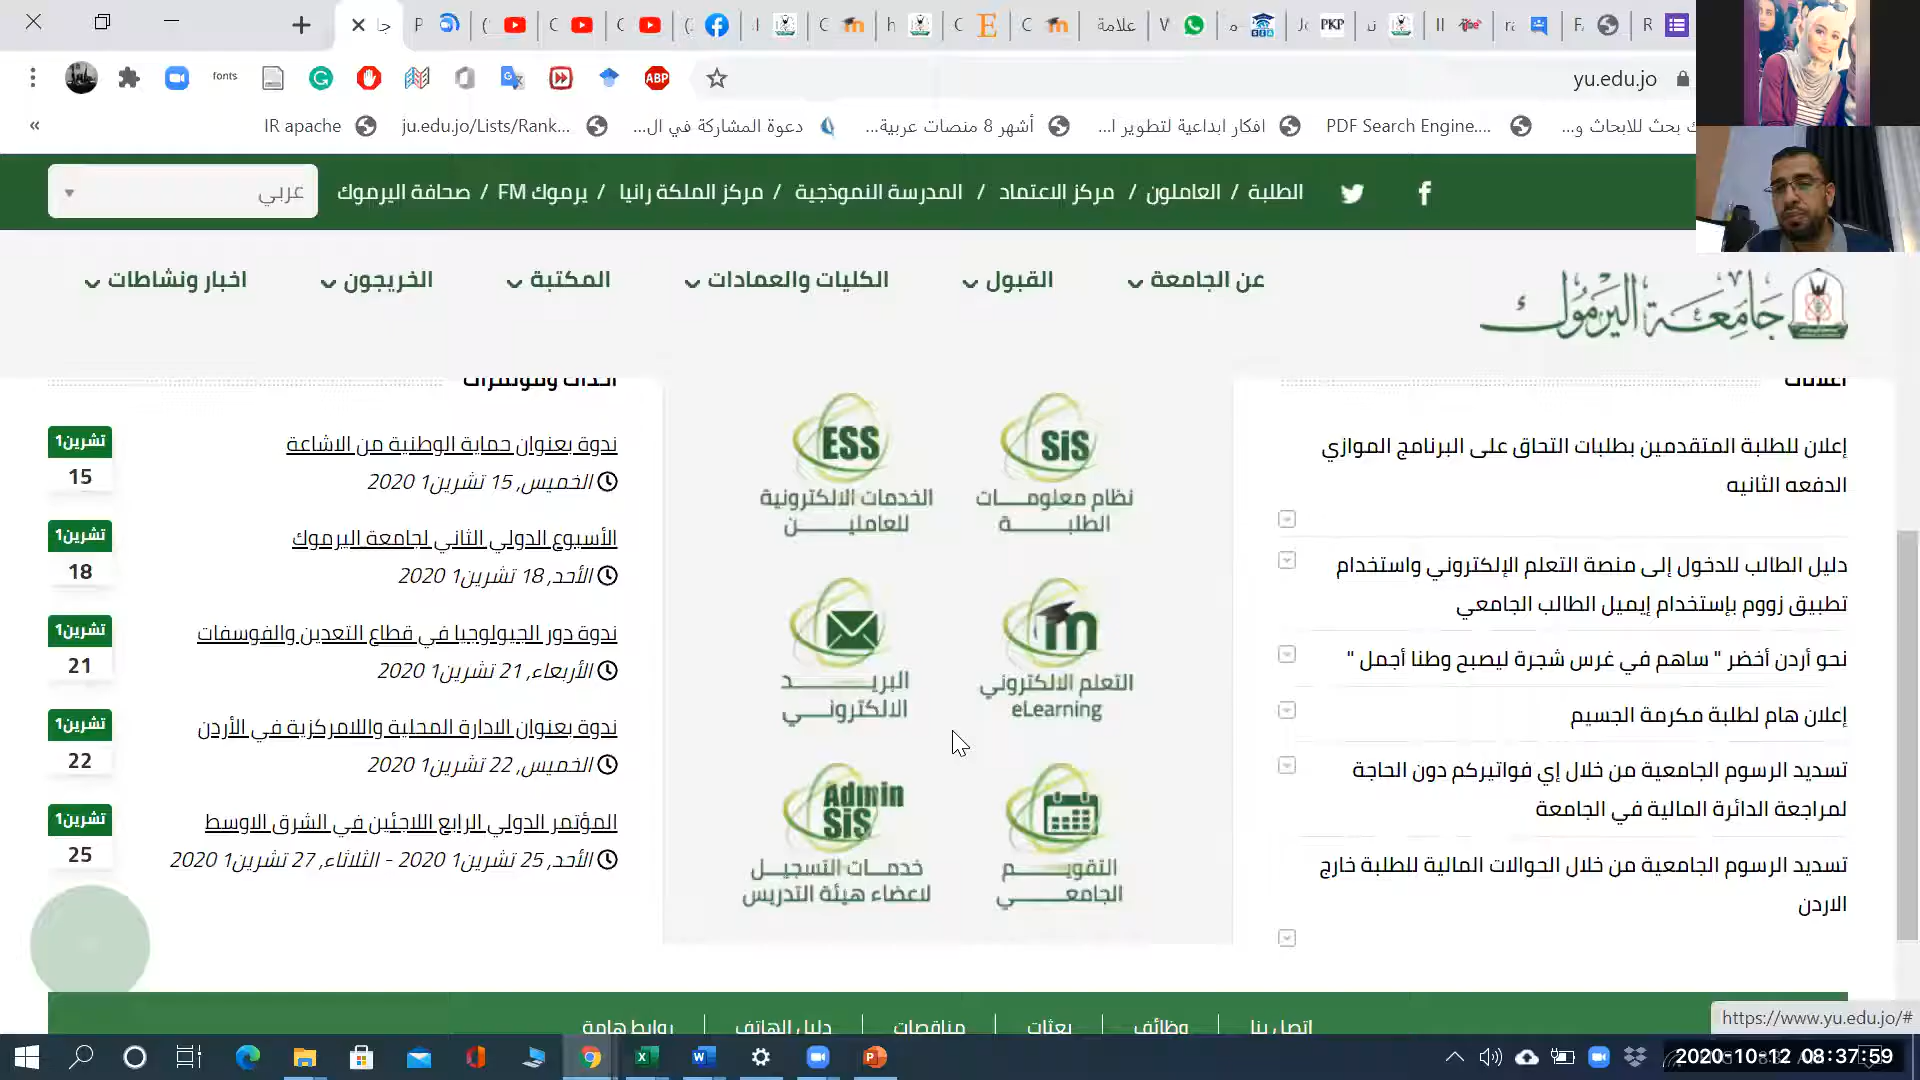 علامة
PKP
fonts
ABP
yu.edu.jo
IR apache
ju.edu.jo/Lists/Rank...
دعوة المشاركة في ال...
أشهر 8 منصات عربية...
افكار ابداعية لتطوير ا...
PDF Search Engine....
ك بحث للابحاث و...
الطلبة / العاملون / مركز الاعتماد / المدرسة النموذجية / مركز الملكة رانيا / يرموك FM / صحافة اليرموك
عربي
جامعة اليرموك
عن الجامعة
القبول
الكليات والعمادات
المكتبة
الخريجون
اخبار ونشاطات
إعلان للطلبة المتقدمين بطلبات التحاق على البرنامج الموازي
الدفعه الثانيه
دليل الطالب للدخول إلى منصة التعلم الإلكتروني واستخدام
تطبيق زووم بإستخدام إيميل الطالب الجامعي
نحو أردن أخضر " ساهم في غرس شجرة ليصبح وطنا أجمل "
إعلان هام لطلبة مكرمة الجسيم
تسديد الرسوم الجامعية من خلال إي فواتيركم دون الحاجة
لمراجعة الدائرة المالية في الجامعة
تسديد الرسوم الجامعية من خلال الحوالات المالية للطلبة خارج
الاردن
SiS
نظام معلومات
الطلبة
ESS
الخدمات الالكترونية
للعاملين
التعلم الالكتروني
eLearning
البريد
الالكتروني
التقويم
الجامعي
Admin
SiS
خدمات التسجيل
لاعضاء هيئة التدريس
أحداث ومؤتمرات
ندوة بعنوان حماية الوطنية من الاشاعة
الخميس, 15 تشرين1 2020
تشرين1
15
الأسبوع الدولي الثاني لجامعة اليرموك
الأحد, 18 تشرين1 2020
تشرين1
18
ندوة دور الجيولوجيا في قطاع التعدين والفوسفات
الأربعاء, 21 تشرين1 2020
تشرين1
21
ندوة بعنوان الادارة المحلية واللامركزية في الأردن
الخميس, 22 تشرين1 2020
تشرين1
22
المؤتمر الدولي الرابع اللاجئين في الشرق الاوسط
الأحد, 25 تشرين1 2020 - الثلاثاء, 27 تشرين1 2020
تشرين1
25
اتصل بنا
وظائف
بعثات
مناقصات
دليل الهاتف
روابط هامة
https://www.yu.edu.jo/#
2020-10-12 08:37:59